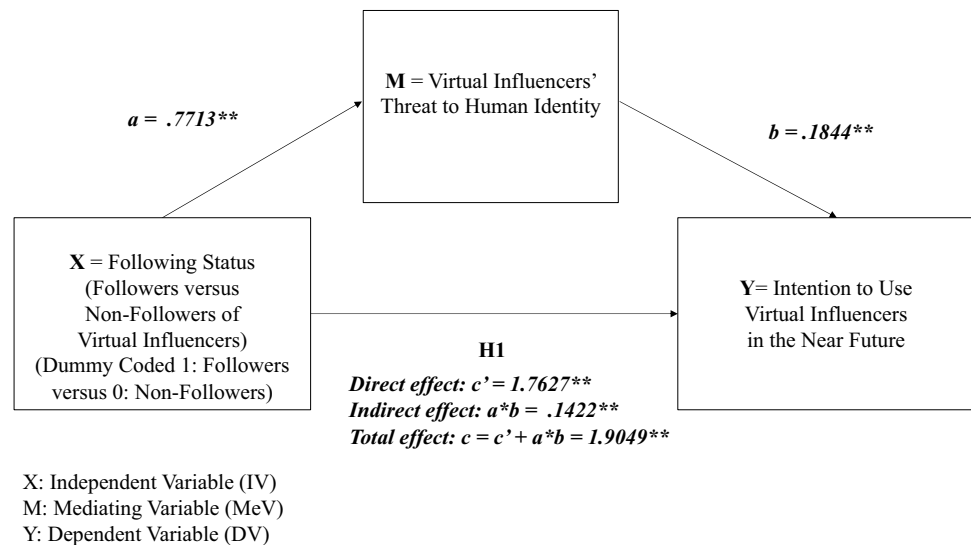 M = Virtual Influencers’
Threat to Human Identity
a = .7713**
b = .1844**
X = Following Status
(Followers versus
Non-Followers of
Virtual Influencers)
(Dummy Coded 1: Followers
versus 0: Non-Followers)
Y= Intention to Use
Virtual Influencers
in the Near Future
H1
Direct effect: c’ = 1.7627**
Indirect effect: a*b = .1422**
Total effect: c = c’ + a*b = 1.9049**
X: Independent Variable (IV)
M: Mediating Variable (MeV)
Y: Dependent Variable (DV)